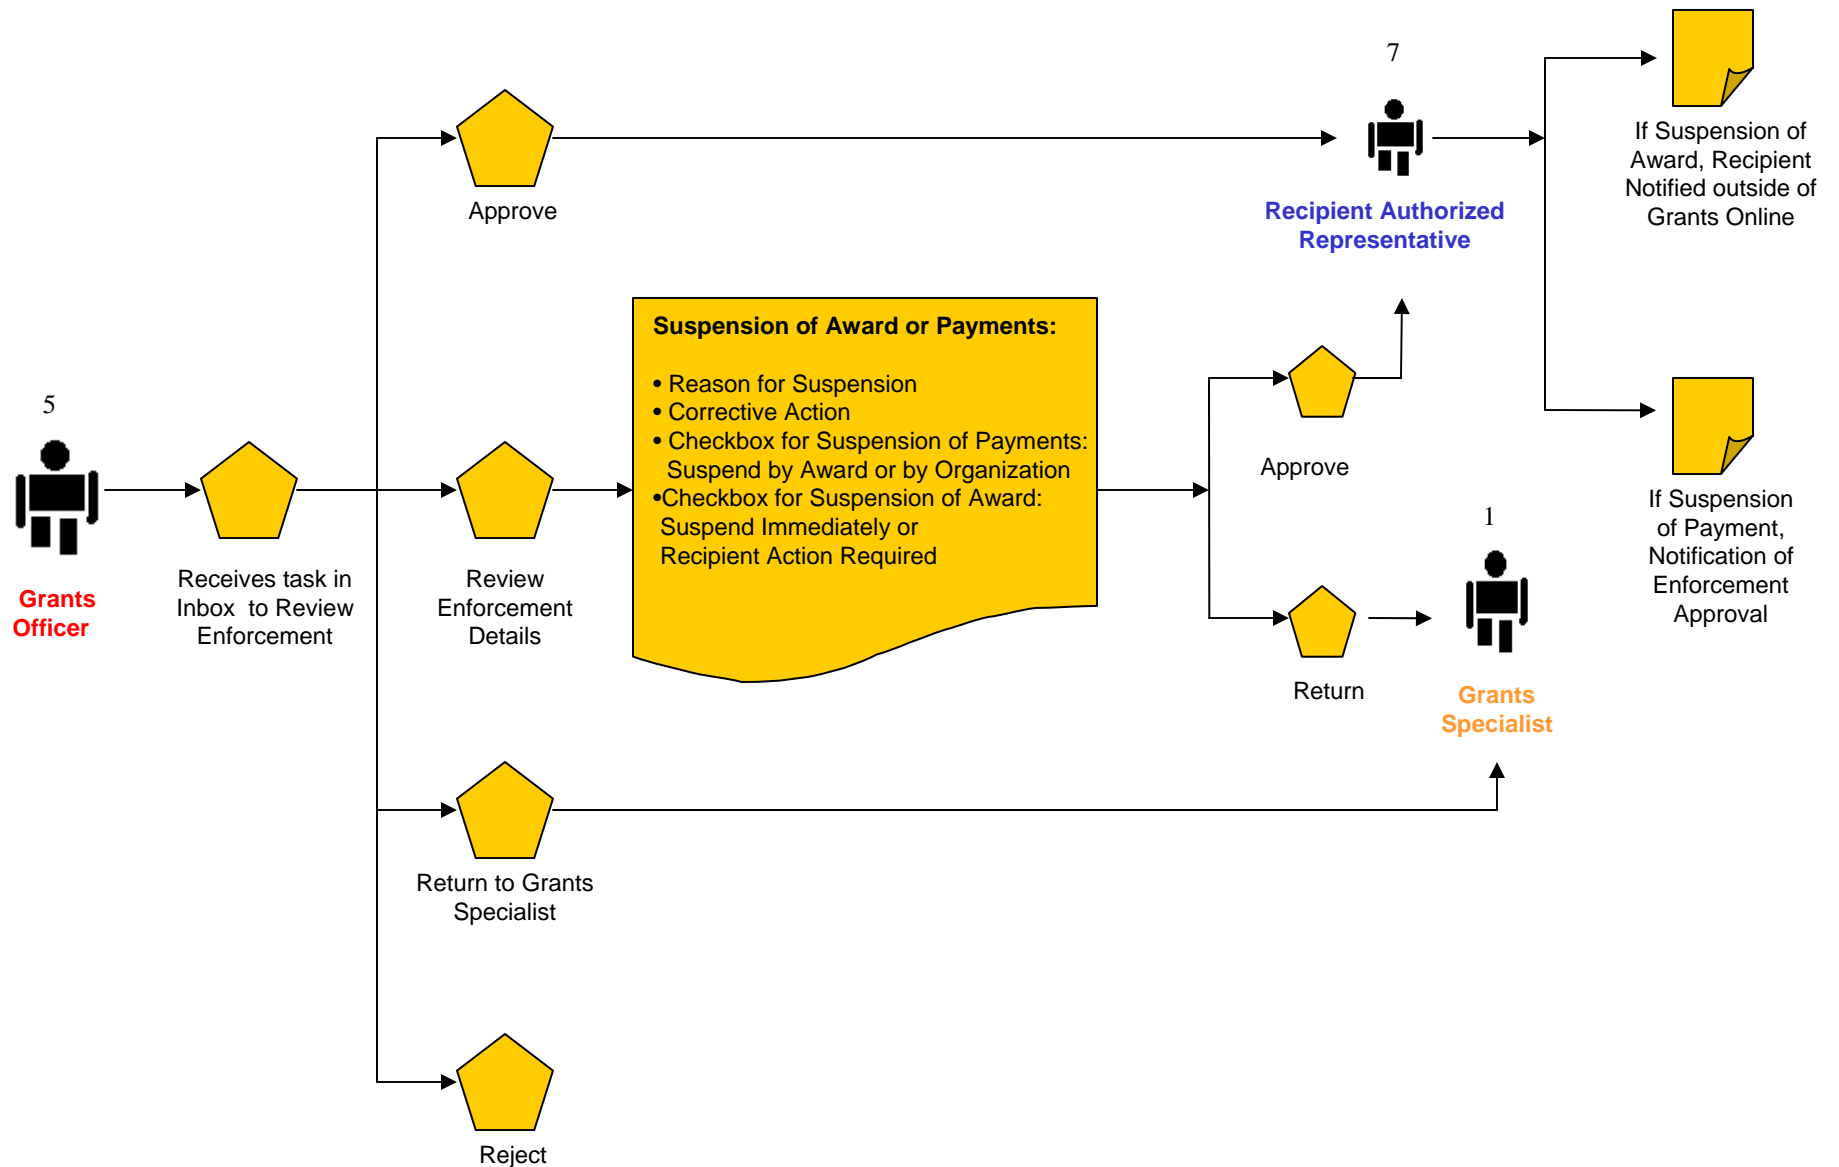 7
If Suspension of
Award, Recipient
Notified outside of
Grants Online
Approve
Recipient Authorized
Representative
Suspension of Award or Payments:
• Reason for Suspension
• Corrective Action
• Checkbox for Suspension of Payments:
Suspend by Award or by Organization
•Checkbox for Suspension of Award:
Suspend Immediately or
Recipient Action Required
5
Grants
Officer
Receives task in
Inbox to Review
Enforcement
Review
Enforcement
Details
Approve
Return
1
Grants
Specialist
If Suspension
of Payment,
Notification of
Enforcement
Approval
Return to Grants
Specialist
Reject